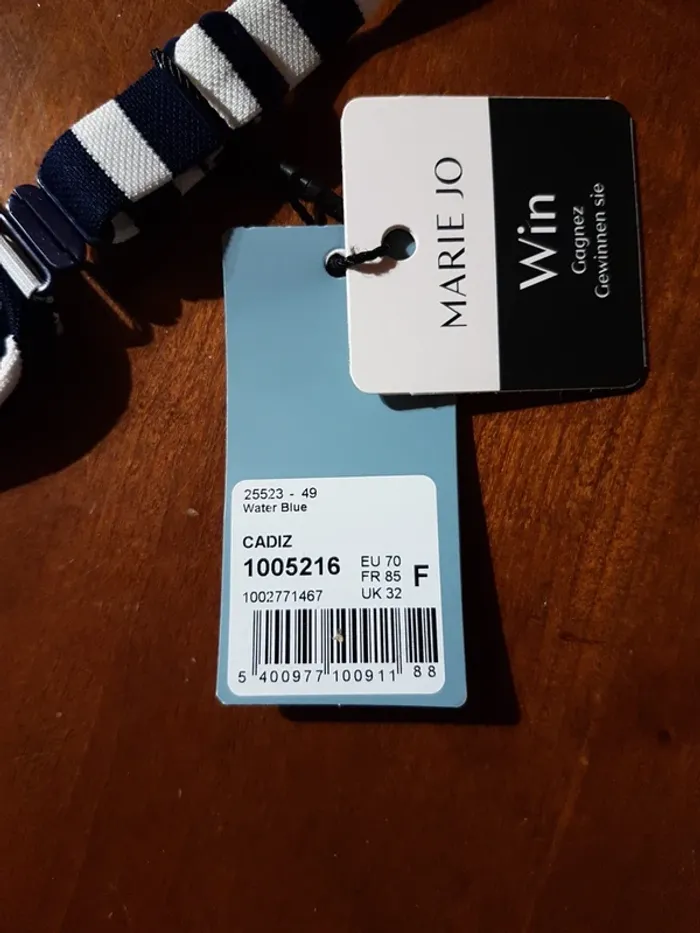 MARIE JO
Win
Gagnez
Gewinnen sie
25523 - 49
Water Blue
CADIZ
1005216
EU 70
FR 85
UK 32
F
1002771467
5 400977 100911 88